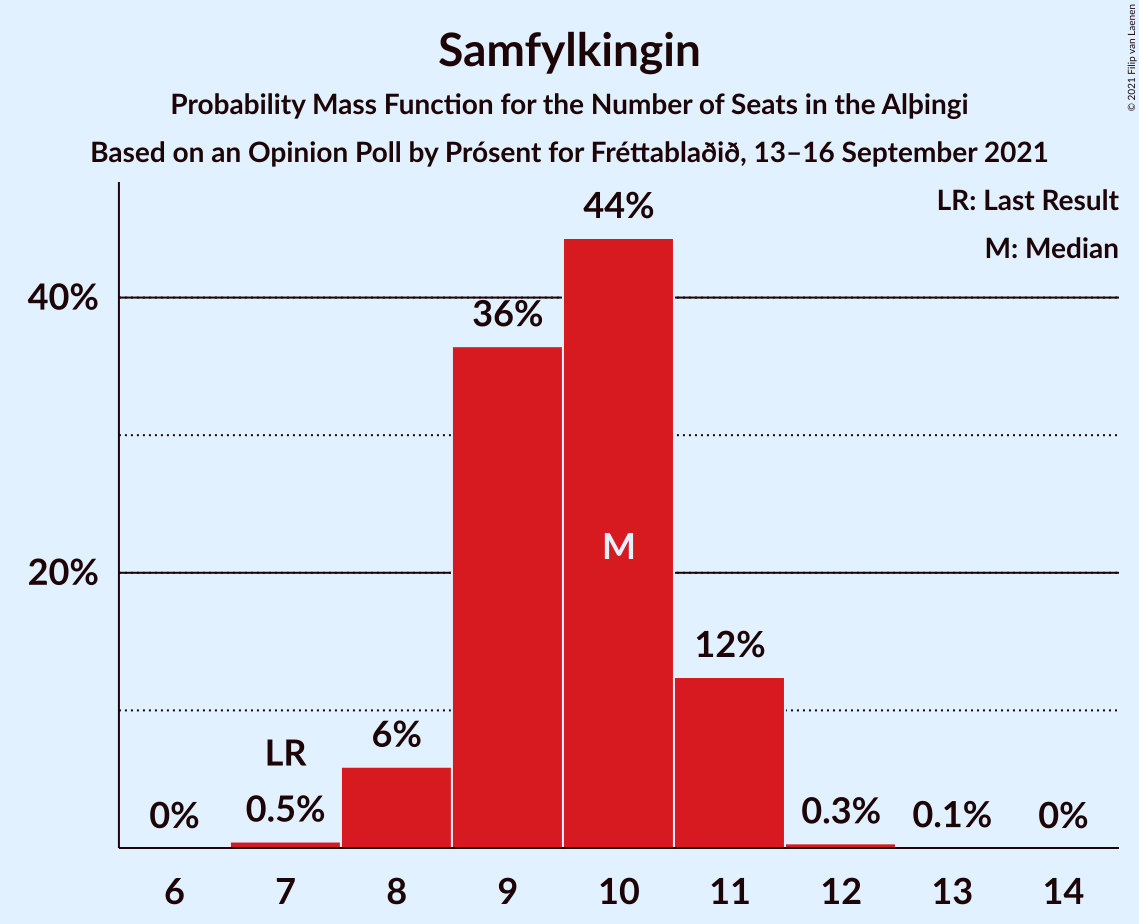 Samfylkingin
Probability Mass Function for the Number of Seats in the Alþingi
Based on an Opinion Poll by Prósent for Fréttablaðið, 13–16 September 2021
© 2021 Filip van Laenen
LR: Last Result
M: Median
44%
40%
36%
M
20%
12%
6%
LR
0%
0.5%
0.3%
0.1%
0%
6 7 8 9 10 11 12 13 14